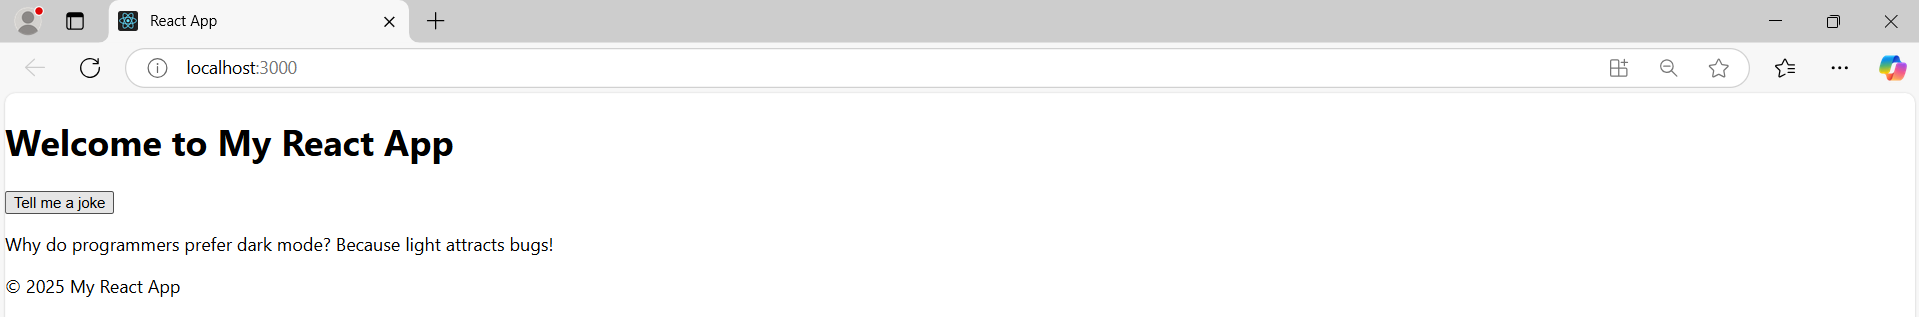 React App
localhost:3000
Welcome to My React App
Tell me a joke
Why do programmers prefer dark mode? Because light attracts bugs!
© 2025 My React App